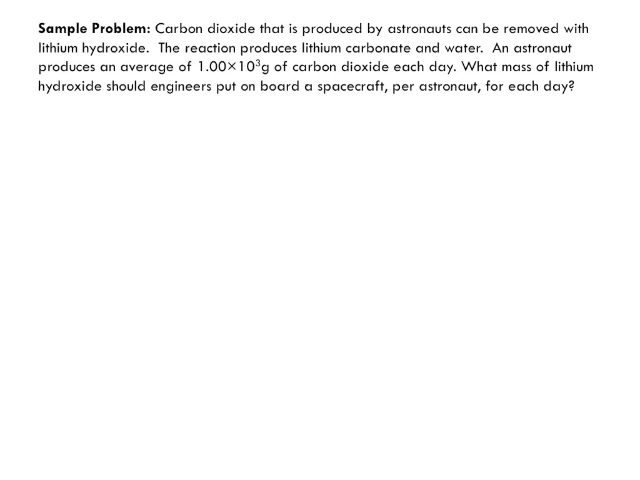 Sample Problem: Carbon dioxide that is produced by astronauts can be removed with
lithium hydroxide. The reaction produces lithium carbonate and water. An astronaut
produces an average of 1.00×10³g of carbon dioxide each day. What mass of lithium
hydroxide should engineers put on board a spacecraft, per astronaut, for each day?